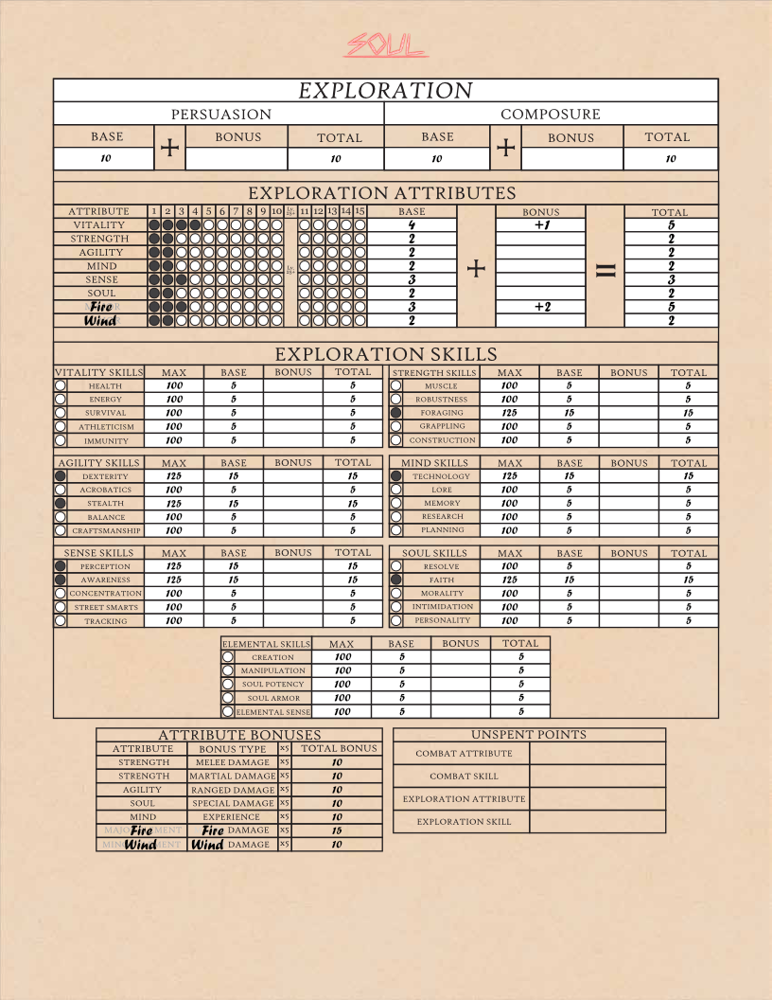 SOUL
EXPLORATION
PERSUASION COMPOSURE
BASE + BONUS TOTAL BASE + BONUS TOTAL
10 10 10 10
EXPLORATION ATTRIBUTES
ATTRIBUTE 1 2 3 4 5 6 7 8 9 10 11 12 13 14 15 BASE BONUS TOTAL
VITALITY 4 +1 5
STRENGTH 2 2
AGILITY 2 2
MIND 2 + = 2
SENSE 3 3
SOUL 2 2
Fire 3 +2 5
Wind 2 2
EXPLORATION SKILLS
VITALITY SKILLS MAX BASE BONUS TOTAL
HEALTH 100 5 5
ENERGY 100 5 5
SURVIVAL 100 5 5
ATHLETICISM 100 5 5
IMMUNITY 100 5 5
STRENGTH SKILLS MAX BASE BONUS TOTAL
MUSCLE 100 5 5
ROBUSTNESS 100 5 5
FORAGING 125 15 15
GRAPPLING 100 5 5
CONSTRUCTION 100 5 5
AGILITY SKILLS MAX BASE BONUS TOTAL
DEXTERITY 125 15 15
ACROBATICS 100 5 5
STEALTH 125 15 15
BALANCE 100 5 5
CRAFTSMANSHIP 100 5 5
MIND SKILLS MAX BASE BONUS TOTAL
TECHNOLOGY 125 15 15
LORE 100 5 5
MEMORY 100 5 5
RESEARCH 100 5 5
PLANNING 100 5 5
SENSE SKILLS MAX BASE BONUS TOTAL
PERCEPTION 125 15 15
AWARENESS 125 15 15
CONCENTRATION 100 5 5
STREET SMARTS 100 5 5
TRACKING 100 5 5
SOUL SKILLS MAX BASE BONUS TOTAL
RESOLVE 100 5 5
FAITH 125 15 15
MORALITY 100 5 5
INTIMIDATION 100 5 5
PERSONALITY 100 5 5
ELEMENTAL SKILLS MAX BASE BONUS TOTAL
CREATION 100 5 5
MANIPULATION 100 5 5
SOUL POTENCY 100 5 5
SOUL ARMOR 100 5 5
ELEMENTAL SENSE 100 5 5
ATTRIBUTE BONUSES
ATTRIBUTE BONUS TYPE X5 TOTAL BONUS
STRENGTH MELEE DAMAGE X5 10
STRENGTH MARTIAL DAMAGE X5 10
AGILITY RANGED DAMAGE X5 10
SOUL SPECIAL DAMAGE X5 10
MIND EXPERIENCE X5 10
Fire Fire DAMAGE X5 15
Wind Wind DAMAGE X5 10
UNSPENT POINTS
COMBAT ATTRIBUTE
COMBAT SKILL
EXPLORATION ATTRIBUTE
EXPLORATION SKILL